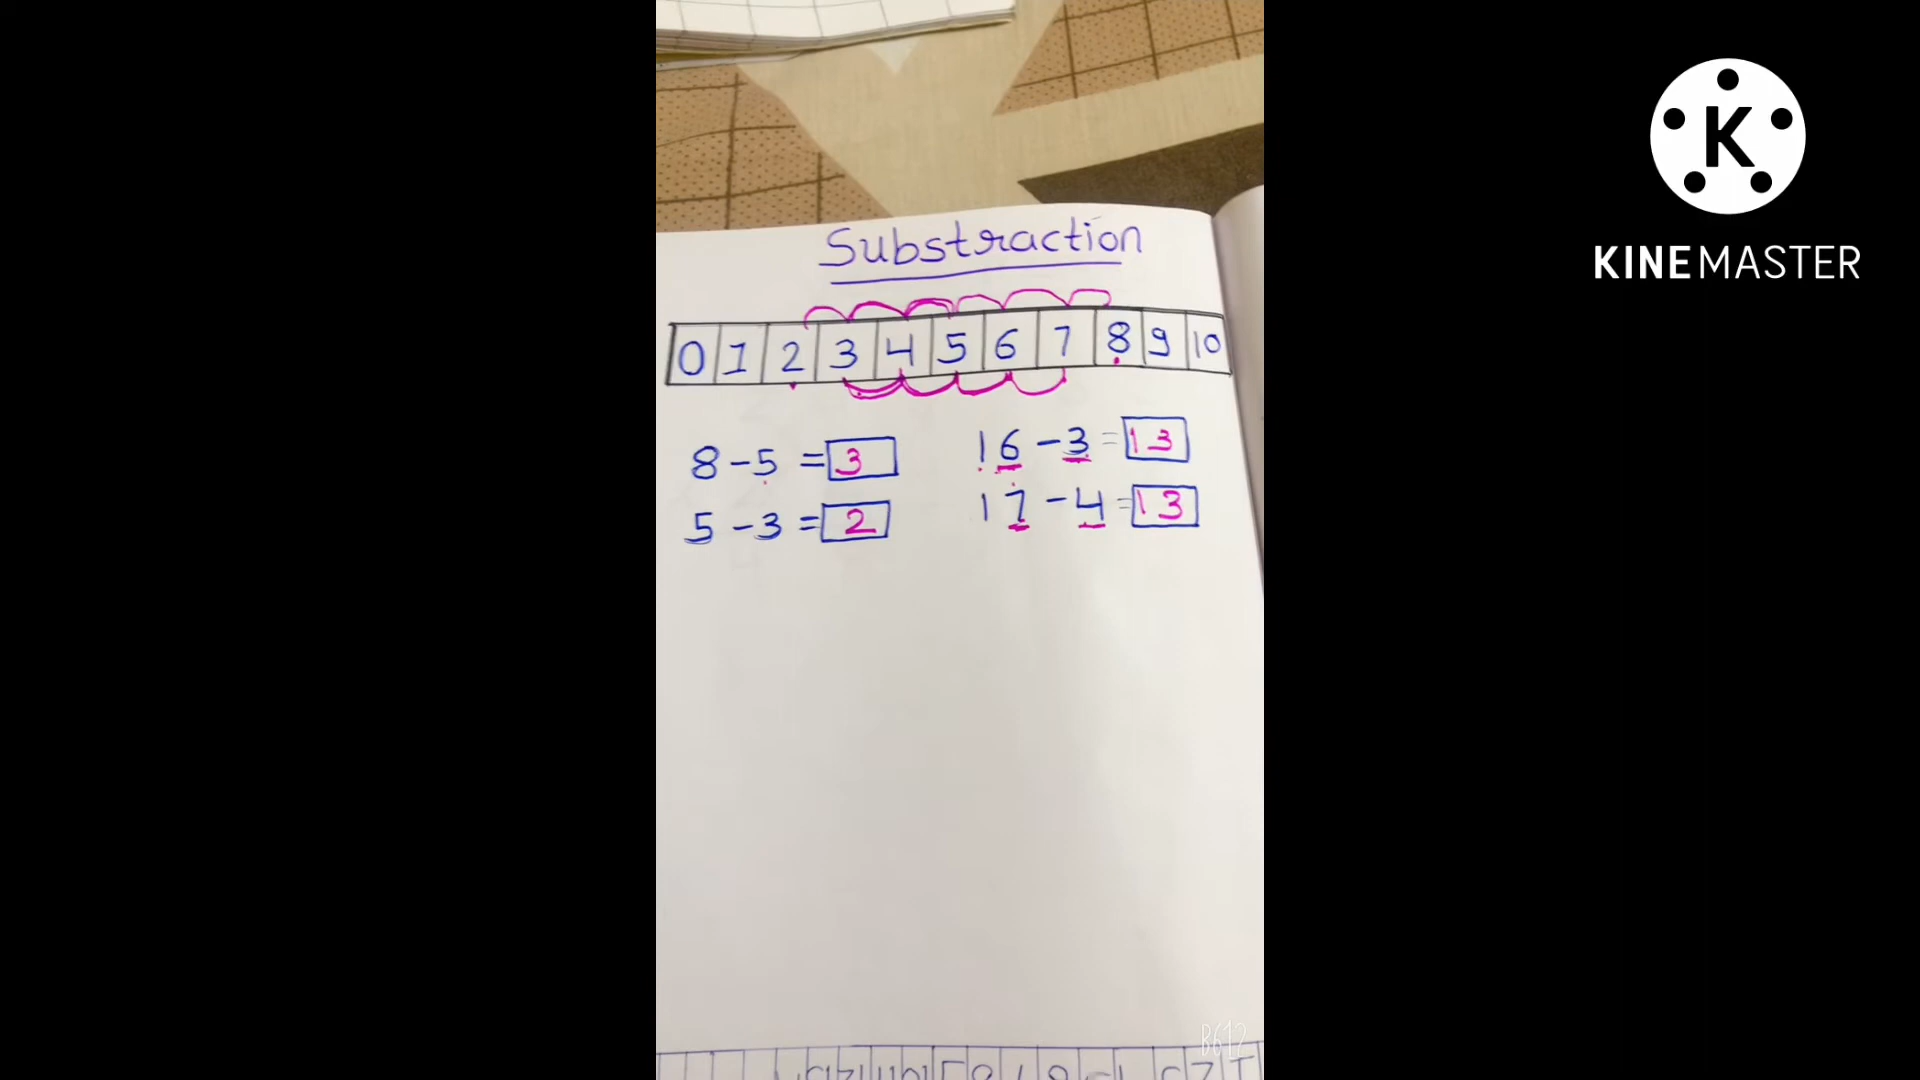 KINEMASTER
Substraction
0 1 2 3 4 5 6 7 8 9 10
8-5 = 3
16-3=13
5-3=2
17-4=13
B612